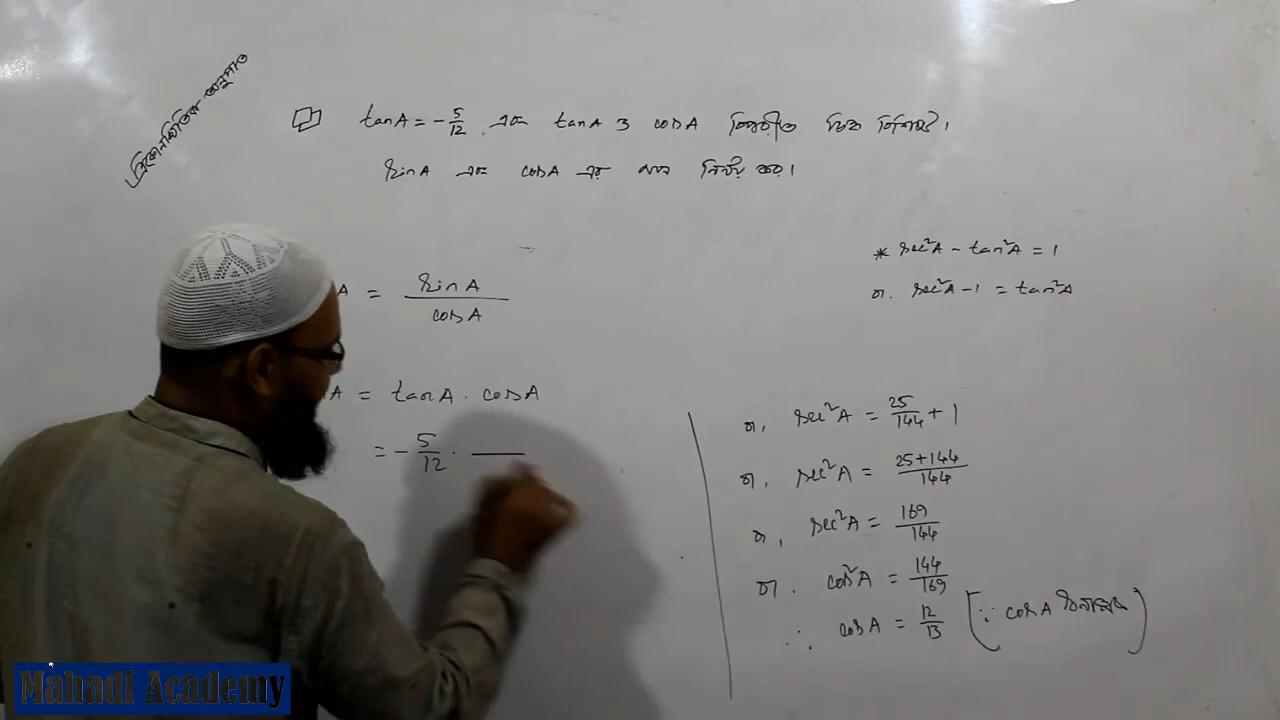 ত্রিকোণমিতির অনুপাত
tanA = -5/12 এবং tanA ও cosA বিপরীত চিহ্ন বিশিষ্ট।
sinA এবং cosA এর মান নির্ণয় কর।
A = sinA/cosA
A = tanA . cosA
= -5/12 .
* sec²A - tan²A = 1
বা. sec²A - 1 = tan²A
বা, sec²A = 25/144 + 1
বা, sec²A = 25+144/144
বা, sec²A = 169/144
বা. cos²A = 144/169
∴ cosA = 12/13 [∵ cosA ধনাত্মক]
Mahadi Academy